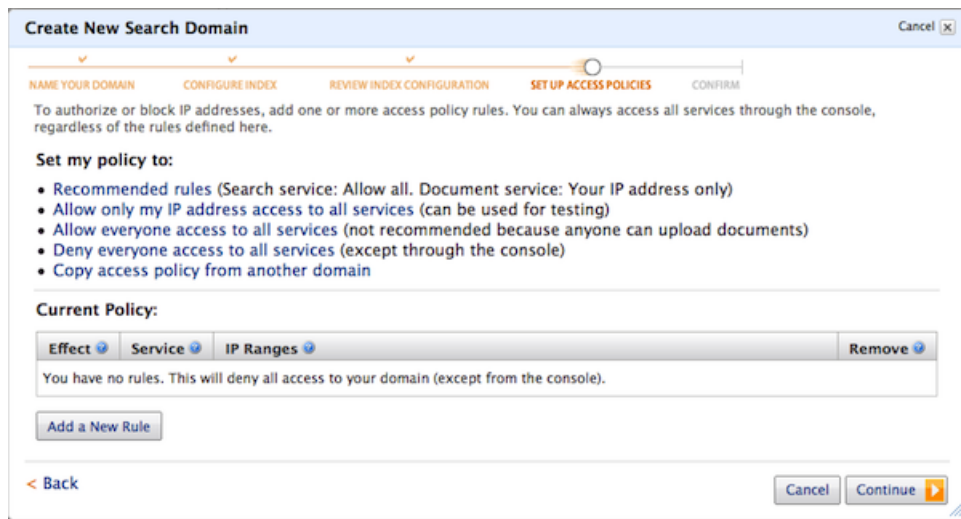 Create New Search Domain
Cancel
NAME YOUR DOMAIN
CONFIGURE INDEX
REVIEW INDEX CONFIGURATION
SET UP ACCESS POLICIES
CONFIRM
To authorize or block IP addresses, add one or more access policy rules. You can always access all services through the console,
regardless of the rules defined here.
Set my policy to:
• Recommended rules (Search service: Allow all. Document service: Your IP address only)
• Allow only my IP address access to all services (can be used for testing)
• Allow everyone access to all services (not recommended because anyone can upload documents)
• Deny everyone access to all services (except through the console)
• Copy access policy from another domain
Current Policy:
Effect Service IP Ranges Remove
You have no rules. This will deny all access to your domain (except from the console).
Add a New Rule
< Back
Cancel Continue